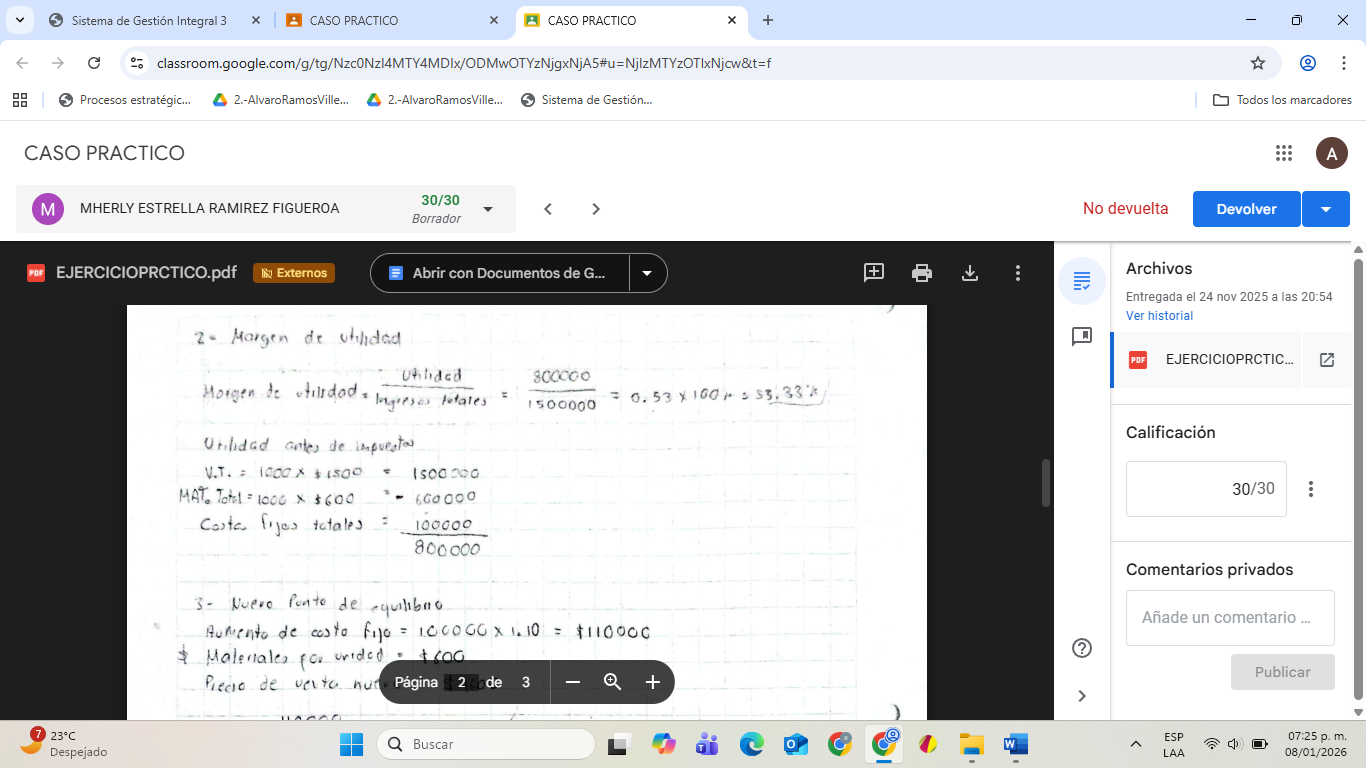 Sistema de Gestión Integral 3
CASO PRACTICO
CASO PRACTICO
classroom.google.com/g/tg/Nzc0NzI4MTY4MDIx/ODMwOTYzNjgxNjA5#u=NjIzMTYzOTIxNjcw&t=f
Procesos estratégic...
2.-AlvaroRamosVille...
2.-AlvaroRamosVille...
Sistema de Gestión...
Todos los marcadores
CASO PRACTICO
A
M
MHERLY ESTRELLA RAMIREZ FIGUEROA
30/30
Borrador
No devuelta
Devolver
PDF
EJERCICIOPRCTICO.pdf
Externos
Abrir con Documentos de G...
2= Margen de utilidad
Margen de utilidad = Utilidad / Ingresos totales = 800000 / 1500000 = 0.53 x 100% = 53.33%
Utilidad antes de impuestos
V.T. = 1000 x $1500 = 1500000
MAT. Total = 1000 x $600 = - 600000
Costos fijos totales = 100000
800000
3- Nuevo Punto de equilibrio
Aumento de costo fijo = 100000 x 1.10 = $110000
$ Materiales por unidad = $600
Precio de venta
Página 2 de 3
Archivos
Entregada el 24 nov 2025 a las 20:54
Ver historial
PDF
EJERCICIOPRCTIC...
Calificación
30/30
Comentarios privados
Añade un comentario ...
Publicar
7
23°C
Despejado
Buscar
ESP
LAA
07:25 p. m.
08/01/2026